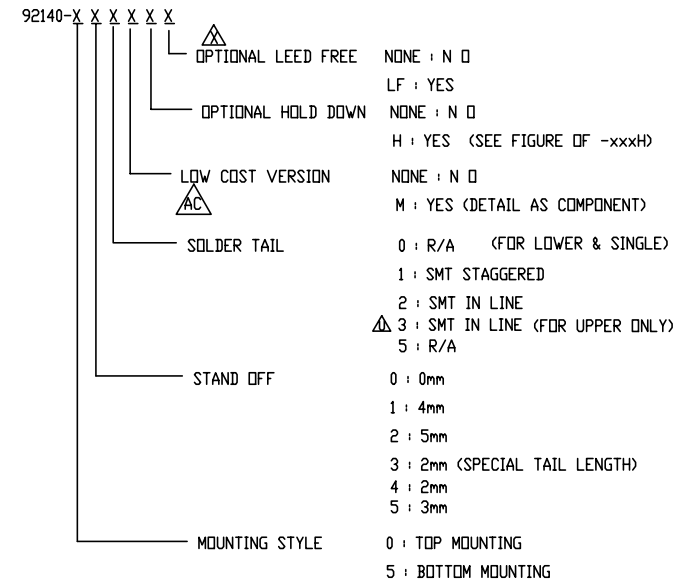 92140-X X X X X X
X
OPTIONAL LEED FREE NONE : N O
LF : YES
OPTIONAL HOLD DOWN NONE : N O
H : YES (SEE FIGURE OF -xxxH)
LOW COST VERSION NONE : N O
AC M : YES (DETAIL AS COMPONENT)
SOLDER TAIL 0 : R/A (FOR LOWER & SINGLE)
1 : SMT STAGGERED
2 : SMT IN LINE
U 3 : SMT IN LINE (FOR UPPER ONLY)
5 : R/A
STAND OFF 0 : 0mm
1 : 4mm
2 : 5mm
3 : 2mm (SPECIAL TAIL LENGTH)
4 : 2mm
5 : 3mm
MOUNTING STYLE 0 : TOP MOUNTING
5 : BOTTOM MOUNTING